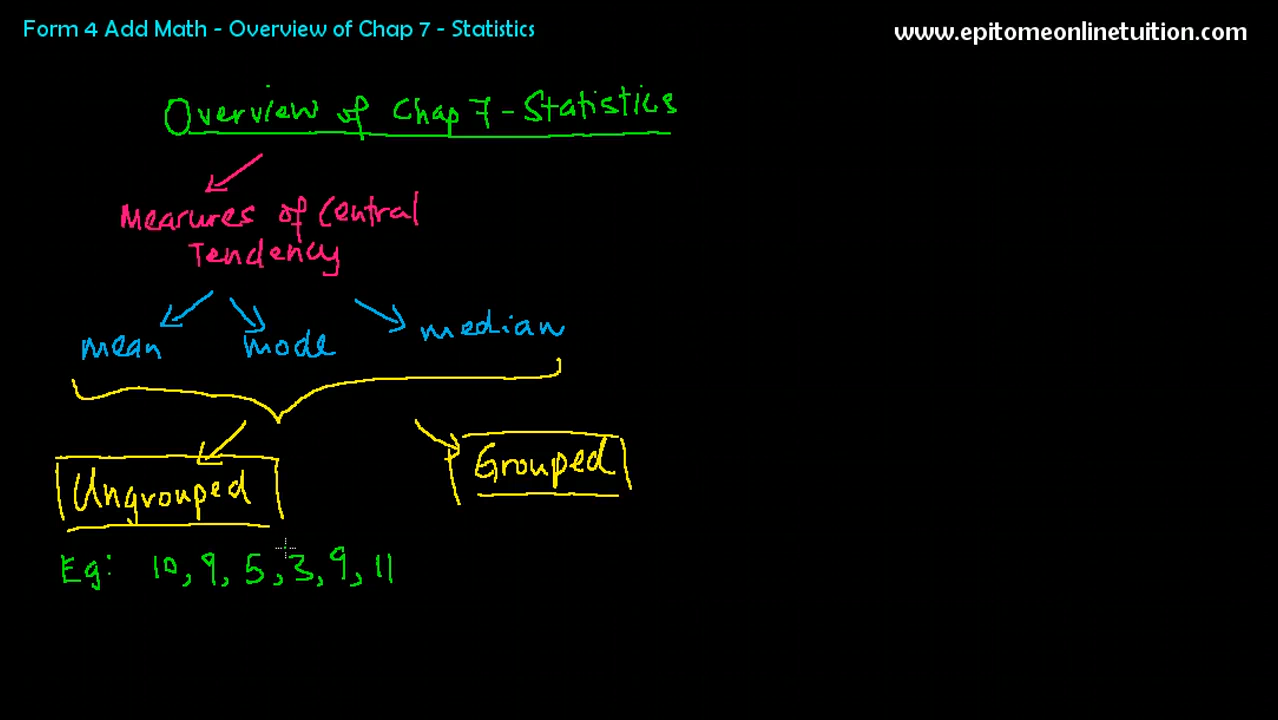 Form 4 Add Math - Overview of Chap 7 - Statistics
www.epitomeonlinetuition.com
Overview of Chap 7 - Statistics
Measures of Central
Tendency
mean mode median
Ungrouped Grouped
Eg: 10, 9, 5, 3, 9, 11